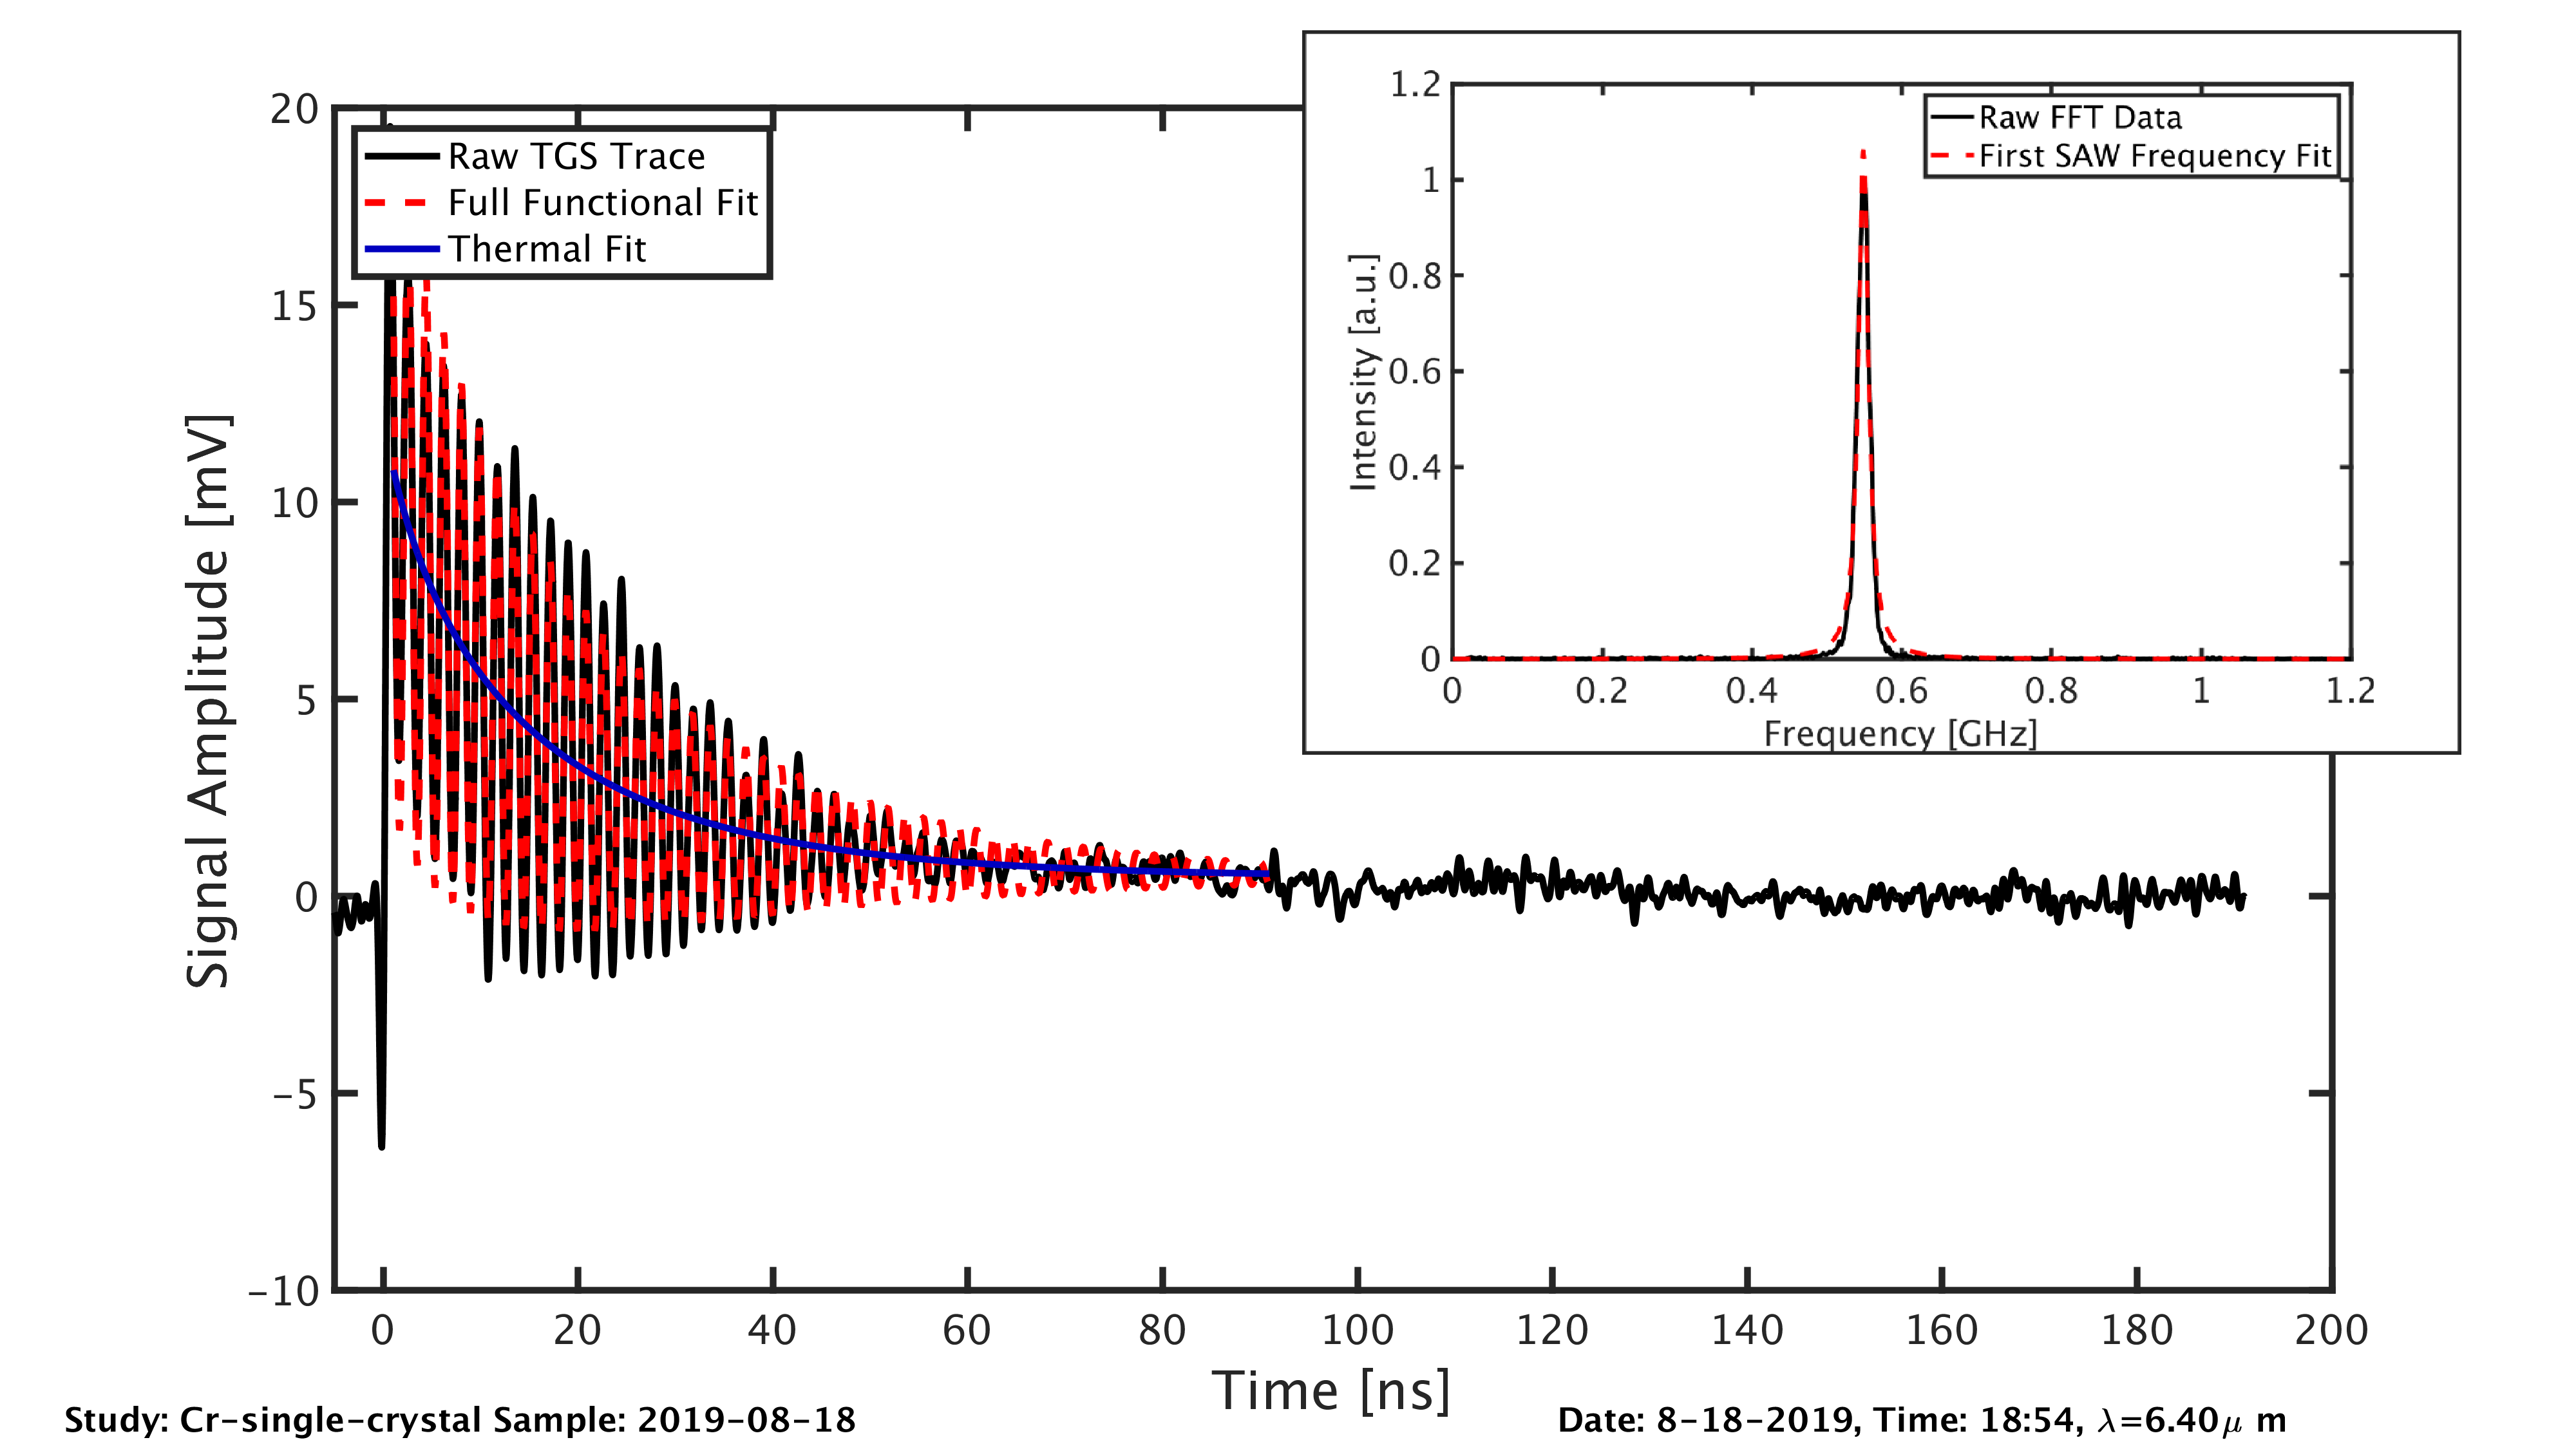 20
15
10
5
0
−5
−10
Signal Amplitude [mV]
Raw TGS Trace
Full Functional Fit
Thermal Fit
0 20 40 60 80 100 120 140 160 180 200
Time [ns]
1.2
1
0.8
0.6
0.4
0.2
0
Intensity [a.u.]
Raw FFT Data
First SAW Frequency Fit
0 0.2 0.4 0.6 0.8 1 1.2
Frequency [GHz]
Study: Cr−single−crystal Sample: 2019−08−18
Date: 8−18−2019, Time: 18:54, λ=6.40μ m